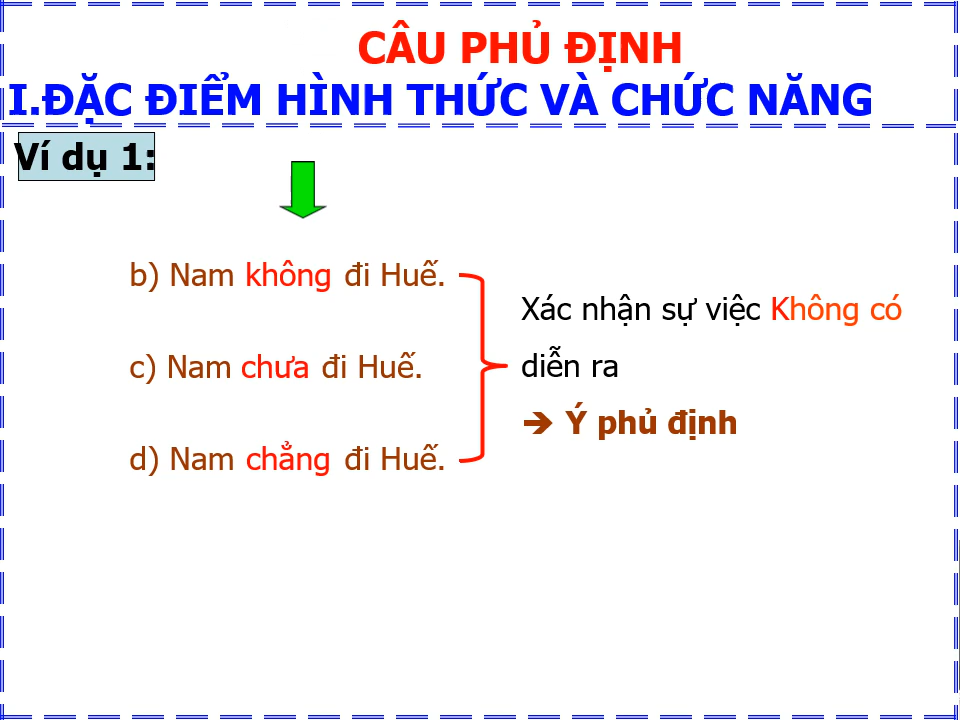 CÂU PHỦ ĐỊNH
I.ĐẶC ĐIỂM HÌNH THỨC VÀ CHỨC NĂNG
Ví dụ 1:
b) Nam không đi Huế.
c) Nam chưa đi Huế.
d) Nam chẳng đi Huế.
Xác nhận sự việc Không có
diễn ra
➔ Ý phủ định